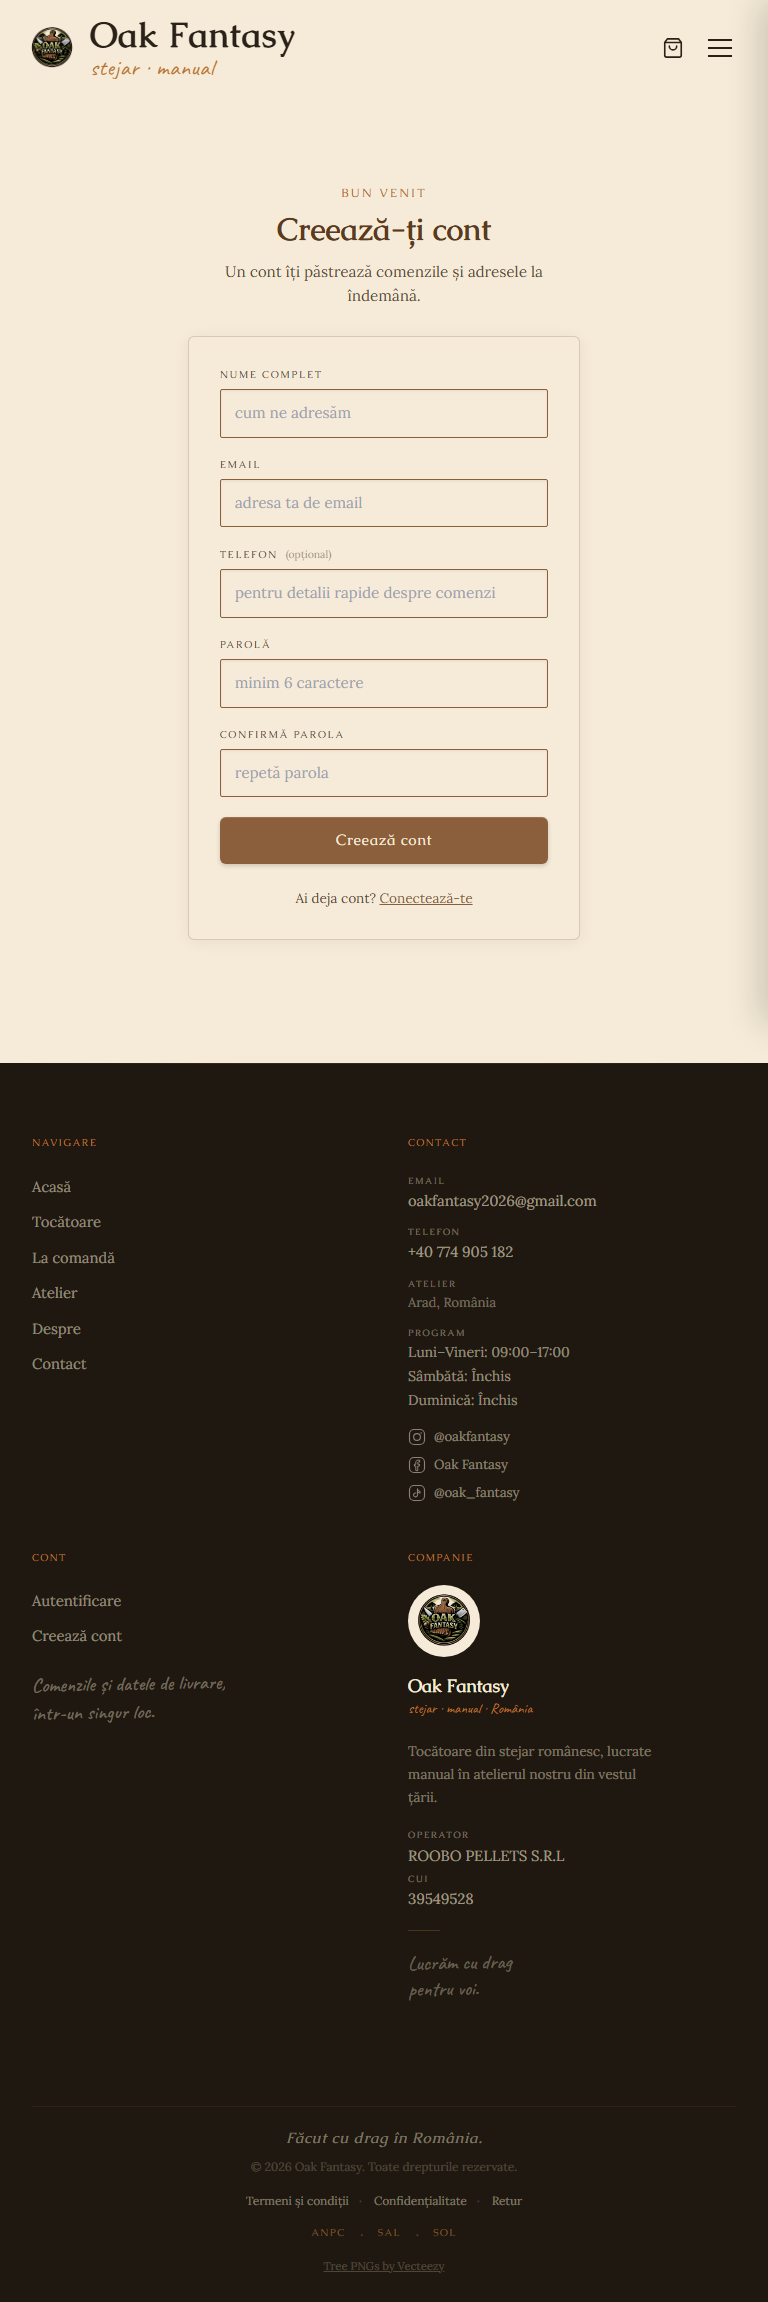 Oak Fantasy
stejar · manual
BUN VENIT
Creează-ți cont
Un cont îți păstrează comenzile și adresele la
îndemână.
NUME COMPLET
cum ne adresăm
EMAIL
adresa ta de email
TELEFON (opțional)
pentru detalii rapide despre comenzi
PAROLĂ
minim 6 caractere
CONFIRMĂ PAROLA
repetă parola
Creează cont
Ai deja cont? Conectează-te
NAVIGARE
Acasă
Tocătoare
La comandă
Atelier
Despre
Contact
CONTACT
EMAIL
oakfantasy2026@gmail.com
TELEFON
+40 774 905 182
ATELIER
Arad, România
PROGRAM
Luni–Vineri: 09:00–17:00
Sâmbătă: Închis
Duminică: Închis
@oakfantasy
Oak Fantasy
@oak_fantasy
CONT
Autentificare
Creează cont
Comenzile și datele de livrare,
într-un singur loc.
COMPANIE
OAK
FANTASY
Oak Fantasy
stejar · manual · România
Tocătoare din stejar românesc, lucrate
manual în atelierul nostru din vestul
țării.
OPERATOR
ROOBO PELLETS S.R.L
CUI
39549528
Lucrăm cu drag
pentru voi.
Făcut cu drag în România.
© 2026 Oak Fantasy. Toate drepturile rezervate.
Termeni și condiții · Confidențialitate · Retur
ANPC . SAL . SOL
Tree PNGs by Vecteezy